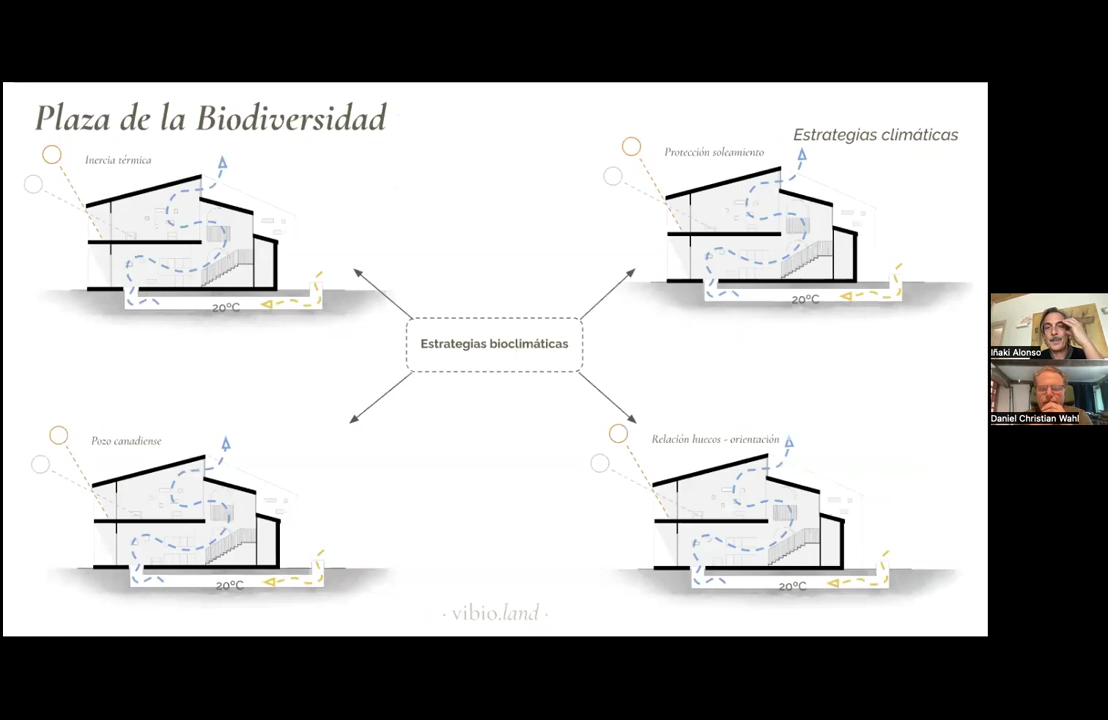 Plaza de la Biodiversidad
Estrategias climáticas
Inercia térmica
Protección soleamiento
20ºC
20ºC
Estrategias bioclimáticas
Iñaki Alonso
Daniel Christian Wahl
Pozo canadiense
Relación huecos - orientación
20ºC
20ºC
· vibio.land ·